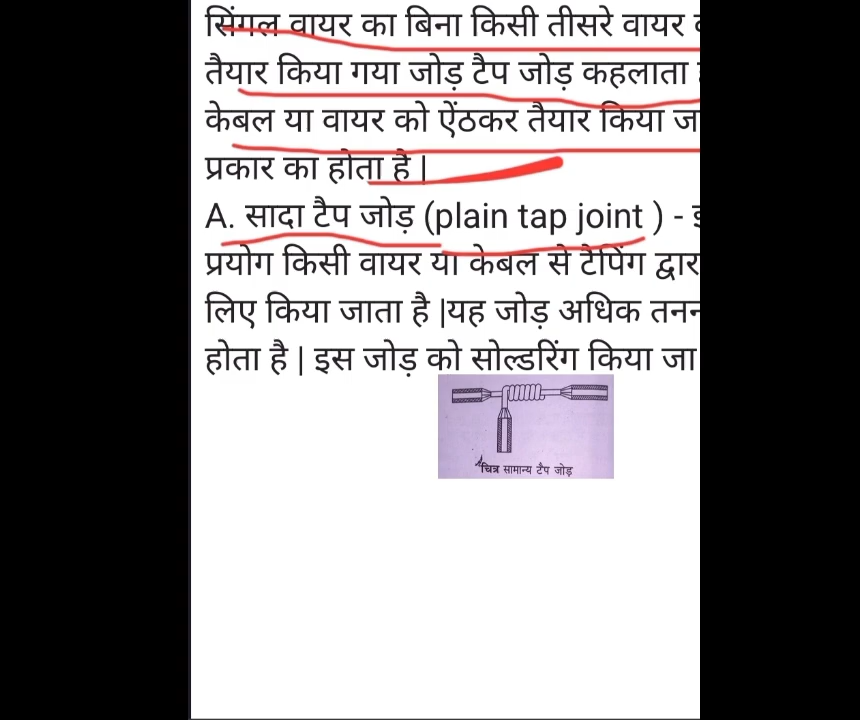 सिंगल वायर का बिना किसी तीसरे वायर
तैयार किया गया जोड़ टैप जोड़ कहलाता
केबल या वायर को ऐंठकर तैयार किया ज
प्रकार का होता है |
A. सादा टैप जोड़ (plain tap joint ) -
प्रयोग किसी वायर या केबल से टैपिंग द्वार
लिए किया जाता है |यह जोड़ अधिक तनन
होता है | इस जोड़ को सोल्डरिंग किया जा
चित्र सामान्य टैप जोड़